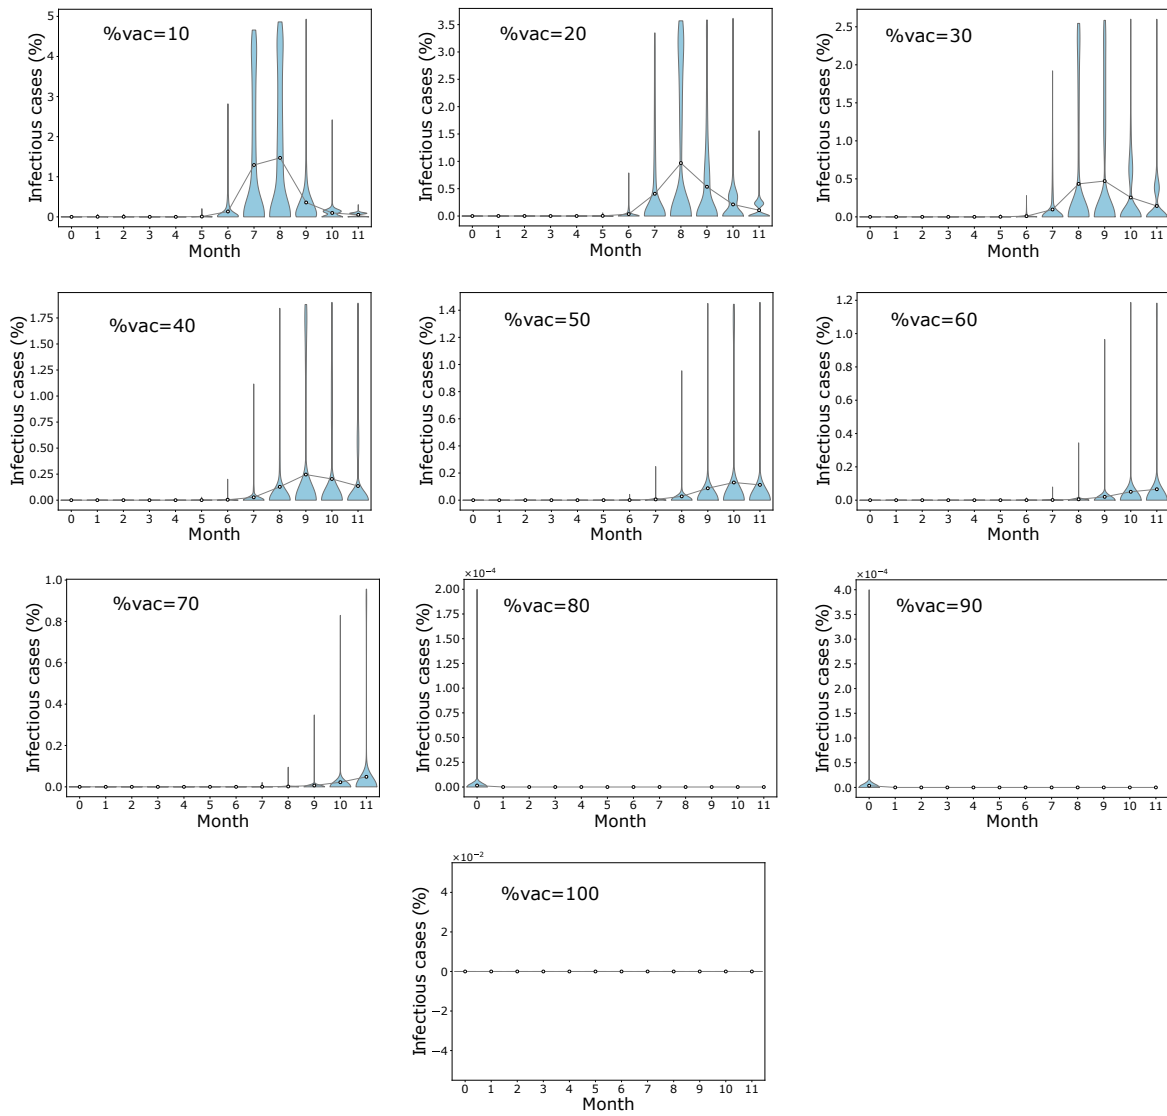 %vac=10
Infectious cases (%)
5
4
3
2
1
0
0 1 2 3 4 5 6 7 8 9 10 11
Month
%vac=20
Infectious cases (%)
3.5
3.0
2.5
2.0
1.5
1.0
0.5
0.0
0 1 2 3 4 5 6 7 8 9 10 11
Month
%vac=30
Infectious cases (%)
2.5
2.0
1.5
1.0
0.5
0.0
0 1 2 3 4 5 6 7 8 9 10 11
Month
%vac=40
Infectious cases (%)
1.75
1.50
1.25
1.00
0.75
0.50
0.25
0.00
0 1 2 3 4 5 6 7 8 9 10 11
Month
%vac=50
Infectious cases (%)
1.4
1.2
1.0
0.8
0.6
0.4
0.2
0.0
0 1 2 3 4 5 6 7 8 9 10 11
Month
%vac=60
Infectious cases (%)
1.2
1.0
0.8
0.6
0.4
0.2
0.0
0 1 2 3 4 5 6 7 8 9 10 11
Month
%vac=70
Infectious cases (%)
1.0
0.8
0.6
0.4
0.2
0.0
0 1 2 3 4 5 6 7 8 9 10 11
Month
×10⁻⁴
%vac=80
Infectious cases (%)
2.00
1.75
1.50
1.25
1.00
0.75
0.50
0.25
0.00
0 1 2 3 4 5 6 7 8 9 10 11
Month
×10⁻⁴
%vac=90
Infectious cases (%)
4.0
3.5
3.0
2.5
2.0
1.5
1.0
0.5
0.0
0 1 2 3 4 5 6 7 8 9 10 11
Month
×10⁻²
%vac=100
Infectious cases (%)
4
2
0
−2
−4
0 1 2 3 4 5 6 7 8 9 10 11
Month